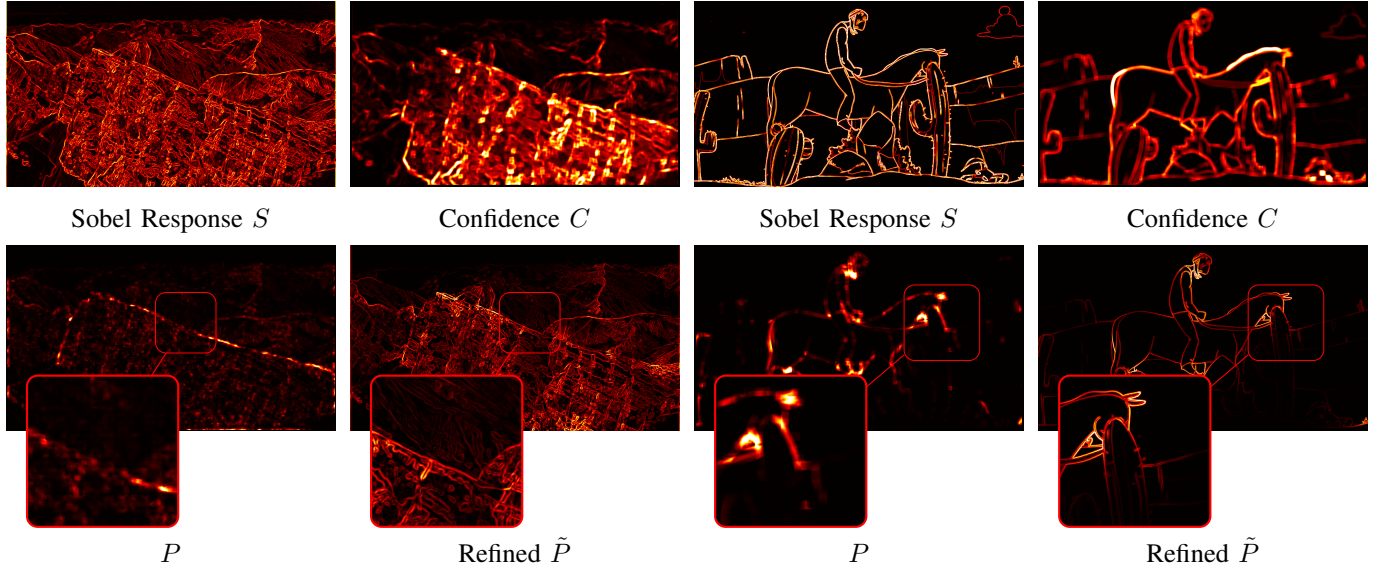 Sobel Response S
Confidence C
Sobel Response S
Confidence C
P
Refined P̃
P
Refined P̃